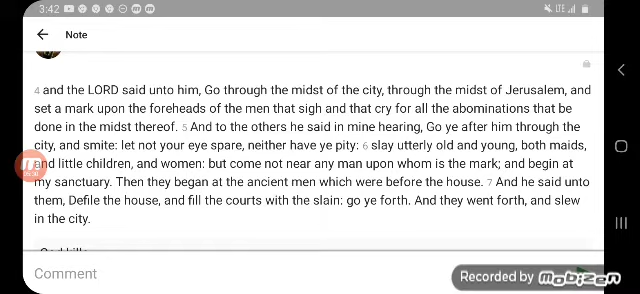 3:42 LTE
Note
4 and the LORD said unto him, Go through the midst of the city, through the midst of Jerusalem, and
set a mark upon the foreheads of the men that sigh and that cry for all the abominations that be
done in the midst thereof. 5 And to the others he said in mine hearing, Go ye after him through the
city, and smite: let not your eye spare, neither have ye pity: 6 slay utterly old and young, both maids,
and little children, and women: but come not near any man upon whom is the mark; and begin at
my sanctuary. Then they began at the ancient men which were before the house. 7 And he said unto
them, Defile the house, and fill the courts with the slain: go ye forth. And they went forth, and slew
in the city.
God kills
Comment
Recorded by mobizen